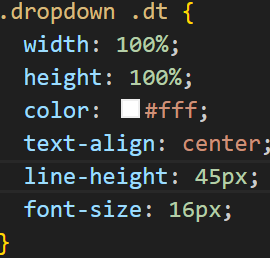 .dropdown .dt {
width: 100%;
height: 100%;
color: #fff;
text-align: center;
line-height: 45px;
font-size: 16px;
}